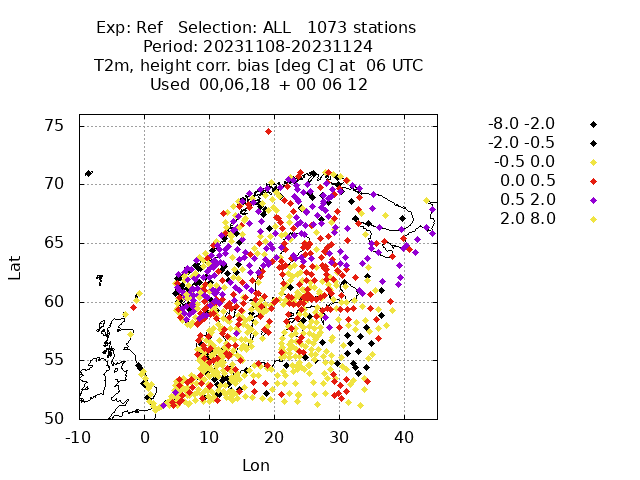 Exp: Ref   Selection: ALL   1073 stations
Period: 20231108-20231124
T2m, height corr. bias [deg C] at  06 UTC
Used  00,06,18  + 00 06 12
-8.0 -2.0
-2.0 -0.5
-0.5 0.0
0.0 0.5
0.5 2.0
2.0 8.0
75
70
65
60
55
50
Lat
-10 0 10 20 30 40
Lon